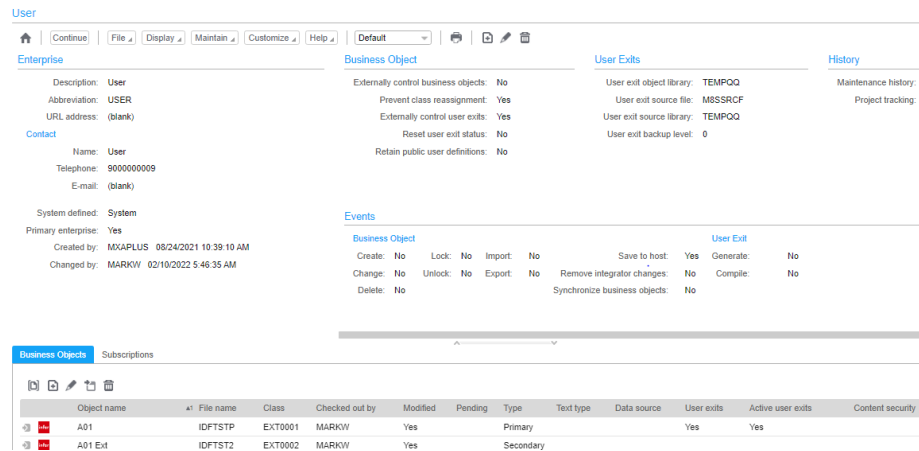 User
Continue File Display Maintain Customize Help Default
Enterprise
Description: User
Abbreviation: USER
URL address: (blank)
Contact
Name: User
Telephone: 9000000009
E-mail: (blank)
System defined: System
Primary enterprise: Yes
Created by: MXAPLUS 08/24/2021 10:39:10 AM
Changed by: MARKW 02/10/2022 5:46:35 AM
Business Object
Externally control business objects: No
Prevent class reassignment: Yes
Externally control user exits: Yes
Reset user exit status: No
Retain public user definitions: No
User Exits
User exit object library: TEMPQQ
User exit source file: M8SSRCF
User exit source library: TEMPQQ
User exit backup level: 0
History
Maintenance history:
Project tracking:
Events
Business Object User Exit
Create: No Lock: No Import: No Save to host: Yes Generate: No
Change: No Unlock: No Export: No Remove integrator changes: No Compile: No
Delete: No Synchronize business objects: No
Business Objects Subscriptions
Object name 1 File name Class Checked out by Modified Pending Type Text type Data source User exits Active user exits Content security
infor A01 IDFTSTP EXT0001 MARKW Yes Primary Yes Yes
infor A01 Ext IDFTST2 EXT0002 MARKW Yes Secondary